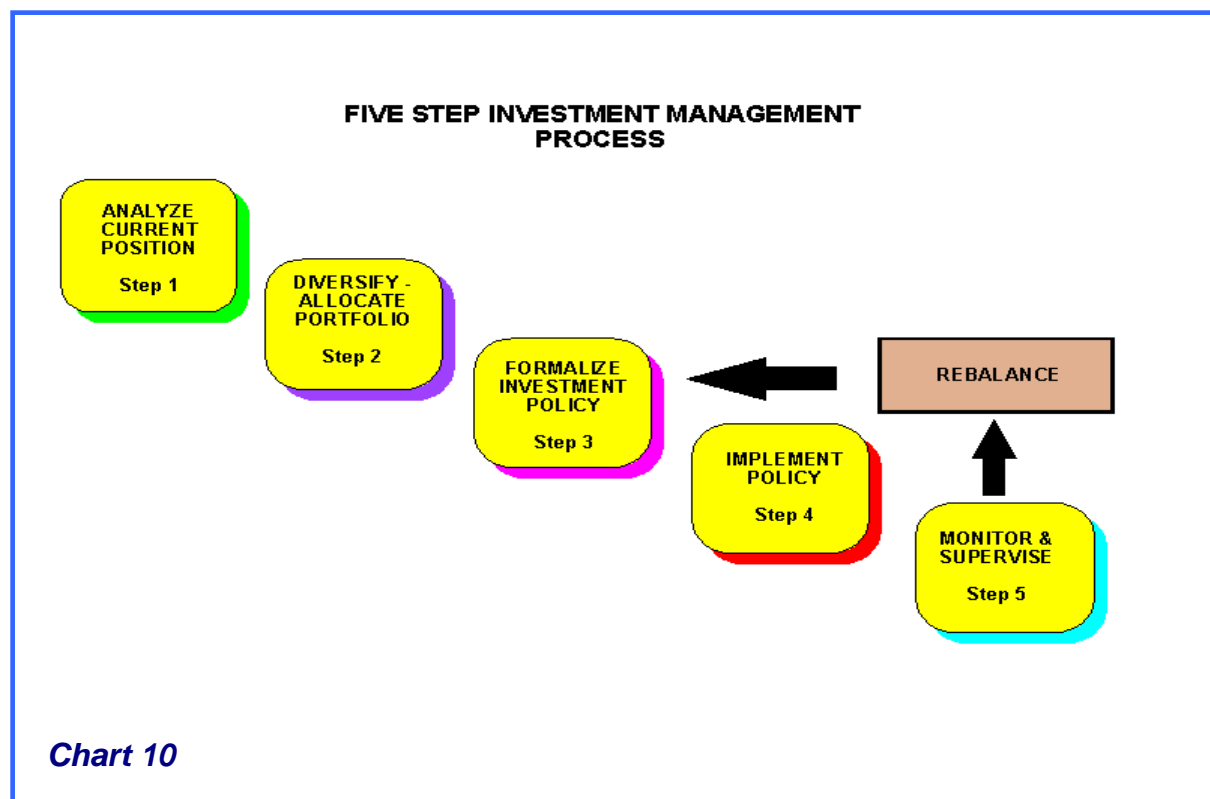 FIVE STEP INVESTMENT MANAGEMENT
PROCESS
ANALYZE
CURRENT
POSITION
Step 1
DIVERSIFY -
ALLOCATE
PORTFOLIO
Step 2
FORMALIZE
INVESTMENT
POLICY
Step 3
IMPLEMENT
POLICY
Step 4
MONITOR &
SUPERVISE
Step 5
REBALANCE
Chart 10